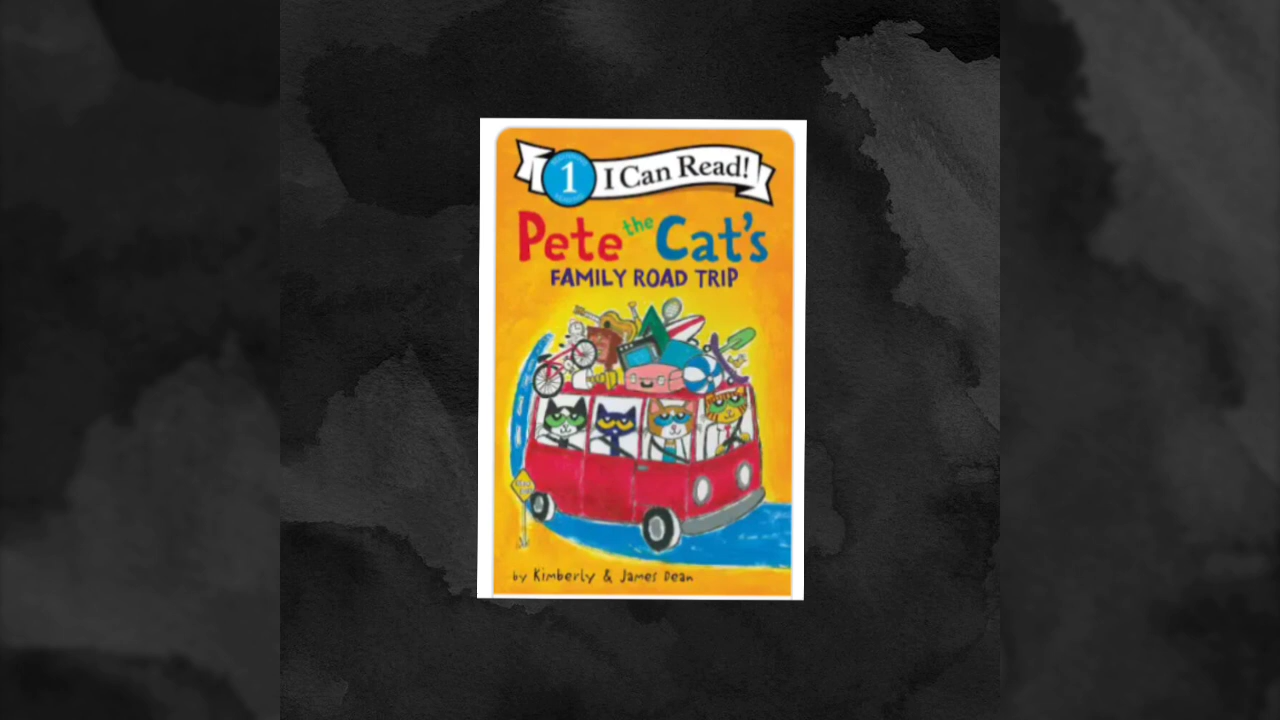 1 I Can Read!
Pete the Cat's
FAMILY ROAD TRIP
by Kimberly & James Dean